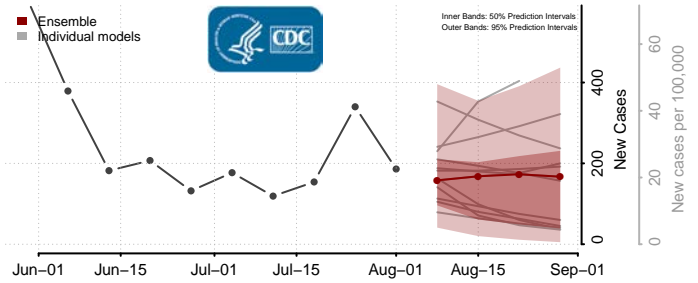 Ensemble
Individual models
CDC
Inner Bands: 50% Prediction Intervals
Outer Bands: 95% Prediction Intervals
0
200
400
New Cases
0
20
40
60
New cases per 100,000
Jun–01
Jun–15
Jul–01
Jul–15
Aug–01
Aug–15
Sep–01